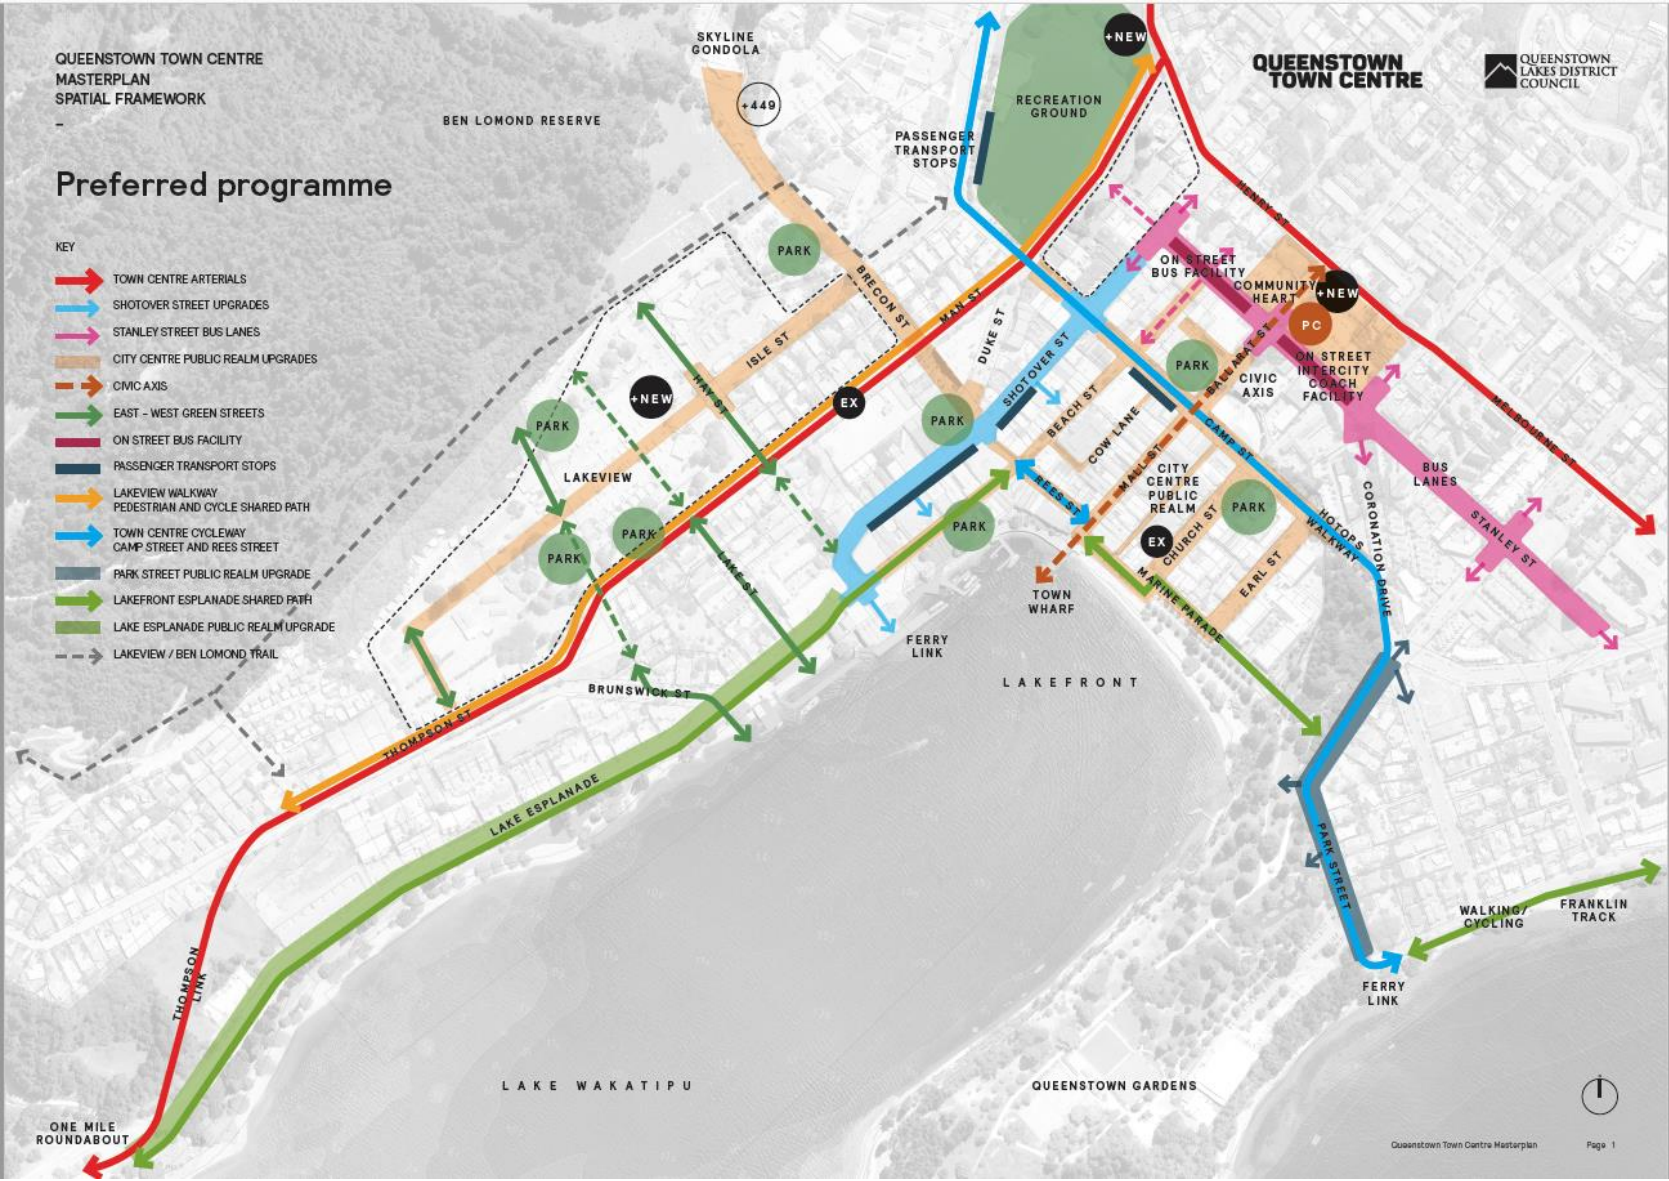 QUEENSTOWN TOWN CENTRE
MASTERPLAN
SPATIAL FRAMEWORK
–
Preferred programme
KEY
TOWN CENTRE ARTERIALS
SHOTOVER STREET UPGRADES
STANLEY STREET BUS LANES
CITY CENTRE PUBLIC REALM UPGRADES
CIVIC AXIS
EAST – WEST GREEN STREETS
ON STREET BUS FACILITY
PASSENGER TRANSPORT STOPS
LAKEVIEW WALKWAY
PEDESTRIAN AND CYCLE SHARED PATH
TOWN CENTRE CYCLEWAY
CAMP STREET AND REES STREET
PARK STREET PUBLIC REALM UPGRADE
LAKEFRONT ESPLANADE SHARED PATH
LAKE ESPLANADE PUBLIC REALM UPGRADE
LAKEVIEW / BEN LOMOND TRAIL
SKYLINE
GONDOLA
+449
BEN LOMOND RESERVE
PASSENGER
TRANSPORT
STOPS
RECREATION
GROUND
+NEW
QUEENSTOWN
TOWN CENTRE
QUEENSTOWN
LAKES DISTRICT
COUNCIL
HENRY ST
PARK
BRECON ST
MAN ST
DUKE ST
ISLE ST
HAY ST
+NEW
EX
PARK
LAKEVIEW
PARK
PARK
PARK
LAKE ST
SHOTOVER ST
BEACH ST
COW LANE
MALL ST
REES ST
PARK
ON STREET
BUS FACILITY
COMMUNITY
HEART
+NEW
PC
BALLARAT ST
PARK
CIVIC
AXIS
ON STREET
INTERCITY
COACH
FACILITY
CAMP ST
CITY
CENTRE
PUBLIC
REALM
PARK
EX
CHURCH ST
EARL ST
MARINE PARADE
HOTOPS
WALKWAY
CORONATION DRIVE
BUS
LANES
STANLEY ST
MELBOURNE ST
TOWN
WHARF
FERRY
LINK
LAKEFRONT
BRUNSWICK ST
THOMPSON ST
LAKE ESPLANADE
THOMPSON
LINK
PARK STREET
WALKING/
CYCLING
FRANKLIN
TRACK
FERRY
LINK
LAKE WAKATIPU
QUEENSTOWN GARDENS
ONE MILE
ROUNDABOUT
Queenstown Town Centre Masterplan
Page 1